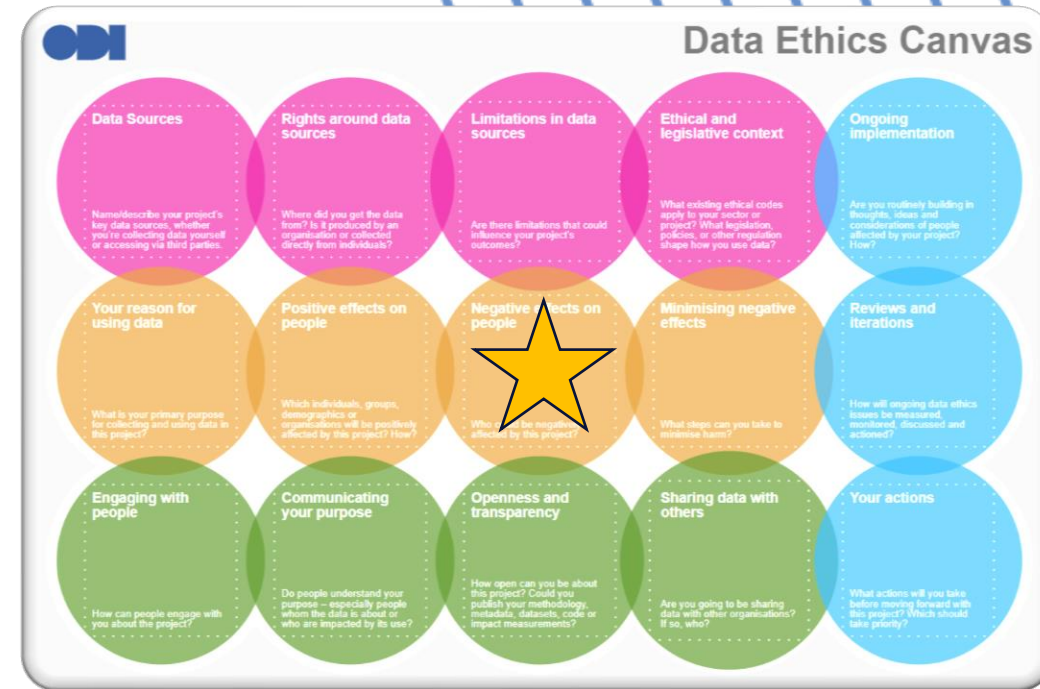 ODI
Data Ethics Canvas
Data Sources
Name/describe your project's
key data sources, whether
you're collecting data yourself
or accessing via third parties.
Rights around data
sources
Where did you get the data
from? Is it produced by an
organisation or collected
directly from individuals?
Limitations in data
sources
Are there limitations that could
influence your project's
outcomes?
Ethical and
legislative context
What existing ethical codes
apply to your sector or
project? What legislation,
policies, or other regulation
shape how you use data?
Ongoing
implementation
Are you routinely building in
thoughts, ideas and
considerations of people
affected by your project?
How?
Your reason for
using data
What is your primary purpose
for collecting and using data in
this project?
Positive effects on
people
Which individuals, groups,
demographics or
organisations will be positively
affected by this project? How?
Negative on
people
Who be
affected by this project?
Minimising negative
effects
What steps can you take to
minimise harm?
Reviews and
iterations
How will ongoing data ethics
issues be measured,
monitored, discussed and
actioned?
Engaging with
people
How can people engage with
you about the project?
Communicating
your purpose
Do people understand your
purpose – especially people
whom the data is about or
who are impacted by its use?
Openness and
transparency
How open can you be about
this project? Could you
publish your methodology,
metadata, datasets, code or
impact measurements?
Sharing data with
others
Are you going to be sharing
data with other organisations?
If so, who?
Your actions
What actions will you take
before moving forward with
this project? Which should
take priority?